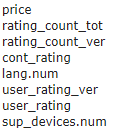 price
rating_count_tot
rating_count_ver
cont_rating
lang.num
user_rating_ver
user_rating
sup_devices.num